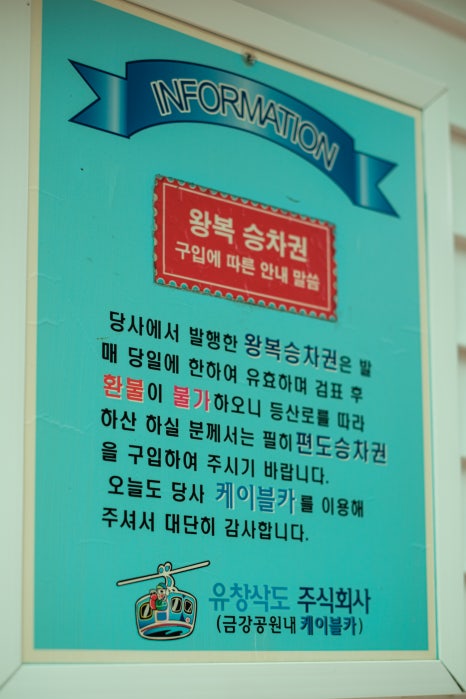 INFORMATION
왕복 승차권
구입에 따른 안내 말씀
당사에서 발행한 왕복승차권은 발
매 당일에 한하여 유효하며 검표 후
환불이 불가하오니 등산로를 따라
하산 하실 분께서는 필히 편도승차권
을 구입하여 주시기 바랍니다.
오늘도 당사 케이블카를 이용해
주셔서 대단히 감사합니다.
유창삭도 주식회사
(금강공원내 케이블카)